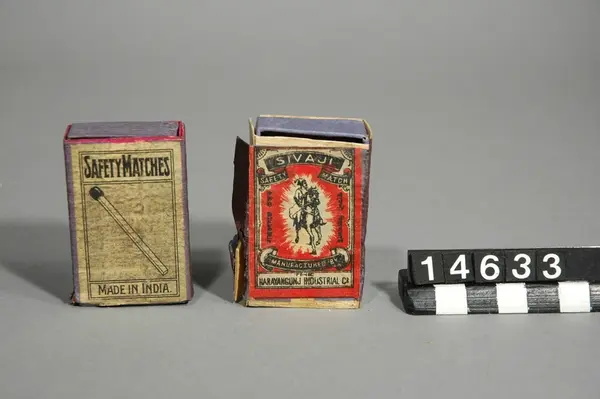 SAFETY MATCHES
MADE IN INDIA.
SIVAJI
SAFETY MATCH
MANUFACTURED BY
NARAYANGUNJ INDUSTRIAL CO
14633